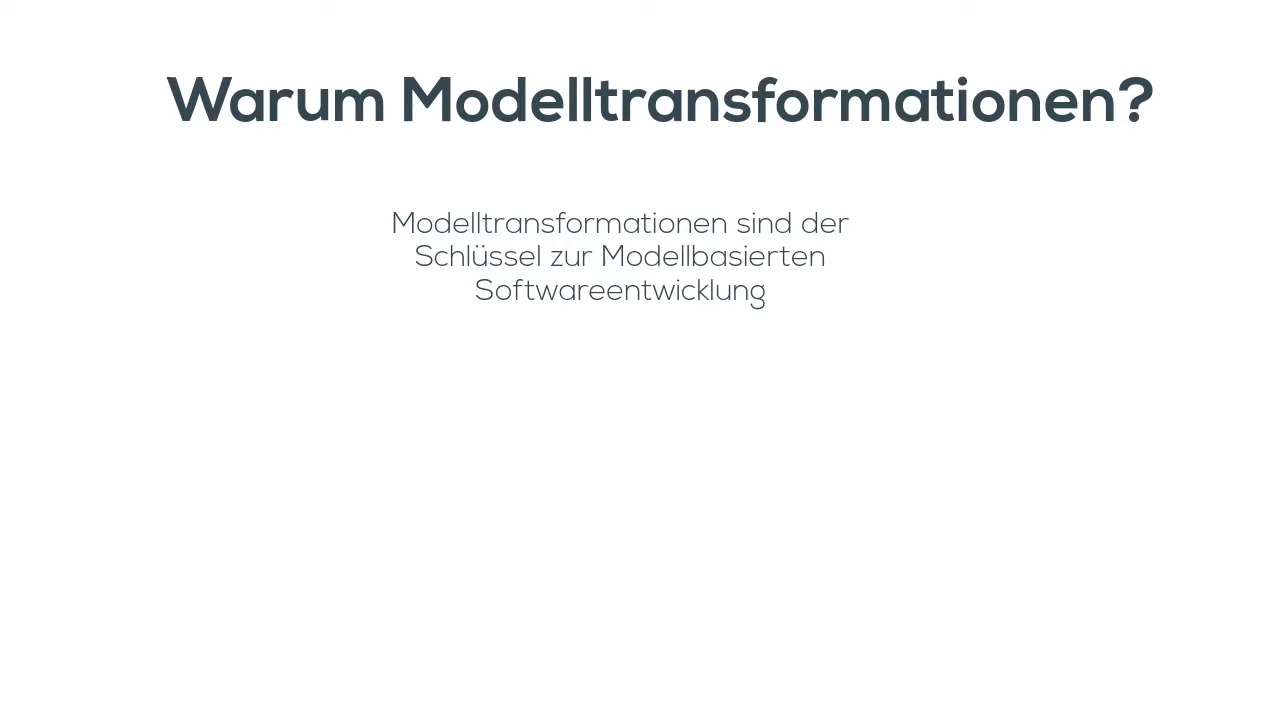 Warum Modelltransformationen?
Modelltransformationen sind der
Schlüssel zur Modellbasierten
Softwareentwicklung